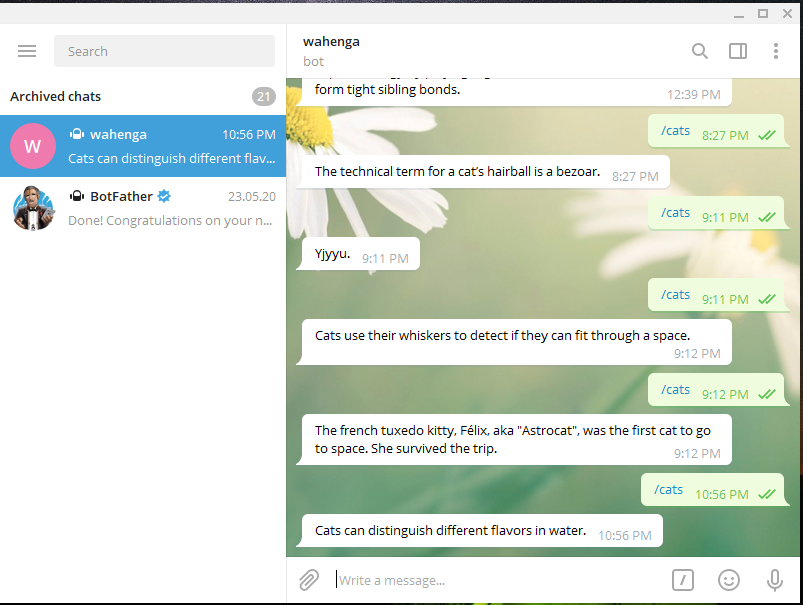 Search
Archived chats
21
W
wahenga
10:56 PM
Cats can distinguish different flav...
BotFather
23.05.20
Done! Congratulations on your n...
wahenga
bot
form tight sibling bonds.
12:39 PM
/cats 8:27 PM
The technical term for a cat’s hairball is a bezoar. 8:27 PM
/cats 9:11 PM
Yjyyu. 9:11 PM
/cats 9:11 PM
Cats use their whiskers to detect if they can fit through a space.
9:12 PM
/cats 9:12 PM
The french tuxedo kitty, Félix, aka "Astrocat", was the first cat to go
to space. She survived the trip.
9:12 PM
/cats 10:56 PM
Cats can distinguish different flavors in water. 10:56 PM
Write a message...